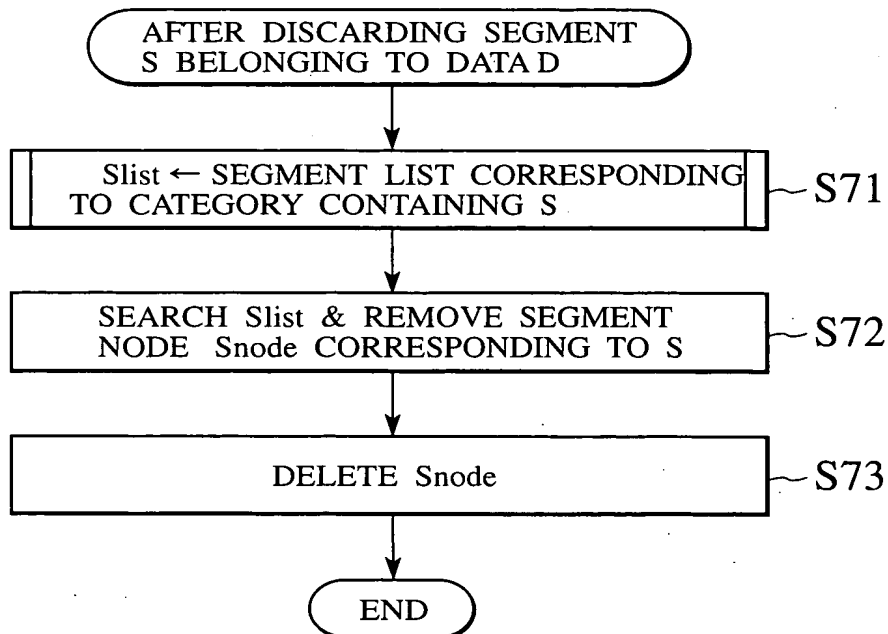 AFTER DISCARDING SEGMENT
S BELONGING TO DATA D
Slist ← SEGMENT LIST CORRESPONDING
TO CATEGORY CONTAINING S
S71
SEARCH Slist & REMOVE SEGMENT
NODE Snode CORRESPONDING TO S
S72
DELETE Snode
S73
END